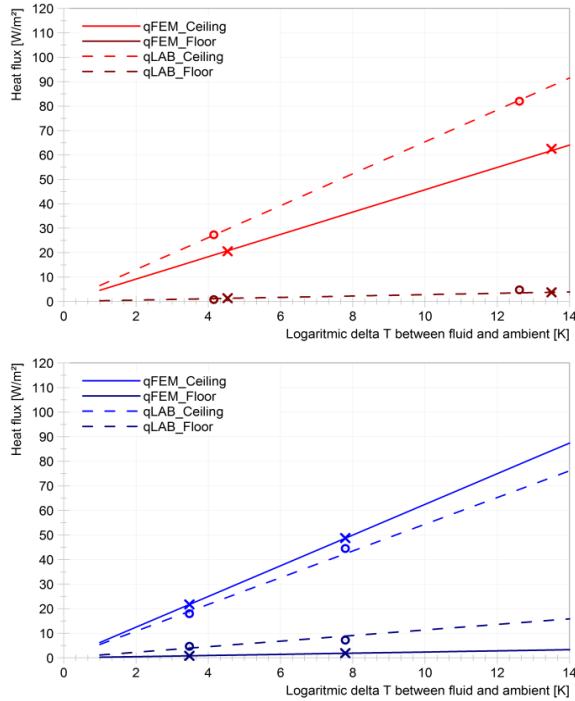 120
110
100
90
80
70
60
50
40
30
20
10
0
Heat flux [W/m²]
qFEM_Ceiling
qFEM_Floor
qLAB_Ceiling
qLAB_Floor
0 2 4 6 8 10 12 14
Logaritmic delta T between fluid and ambient [K]
120
110
100
90
80
70
60
50
40
30
20
10
0
Heat flux [W/m²]
qFEM_Ceiling
qFEM_Floor
qLAB_Ceiling
qLAB_Floor
0 2 4 6 8 10 12 14
Logaritmic delta T between fluid and ambient [K]